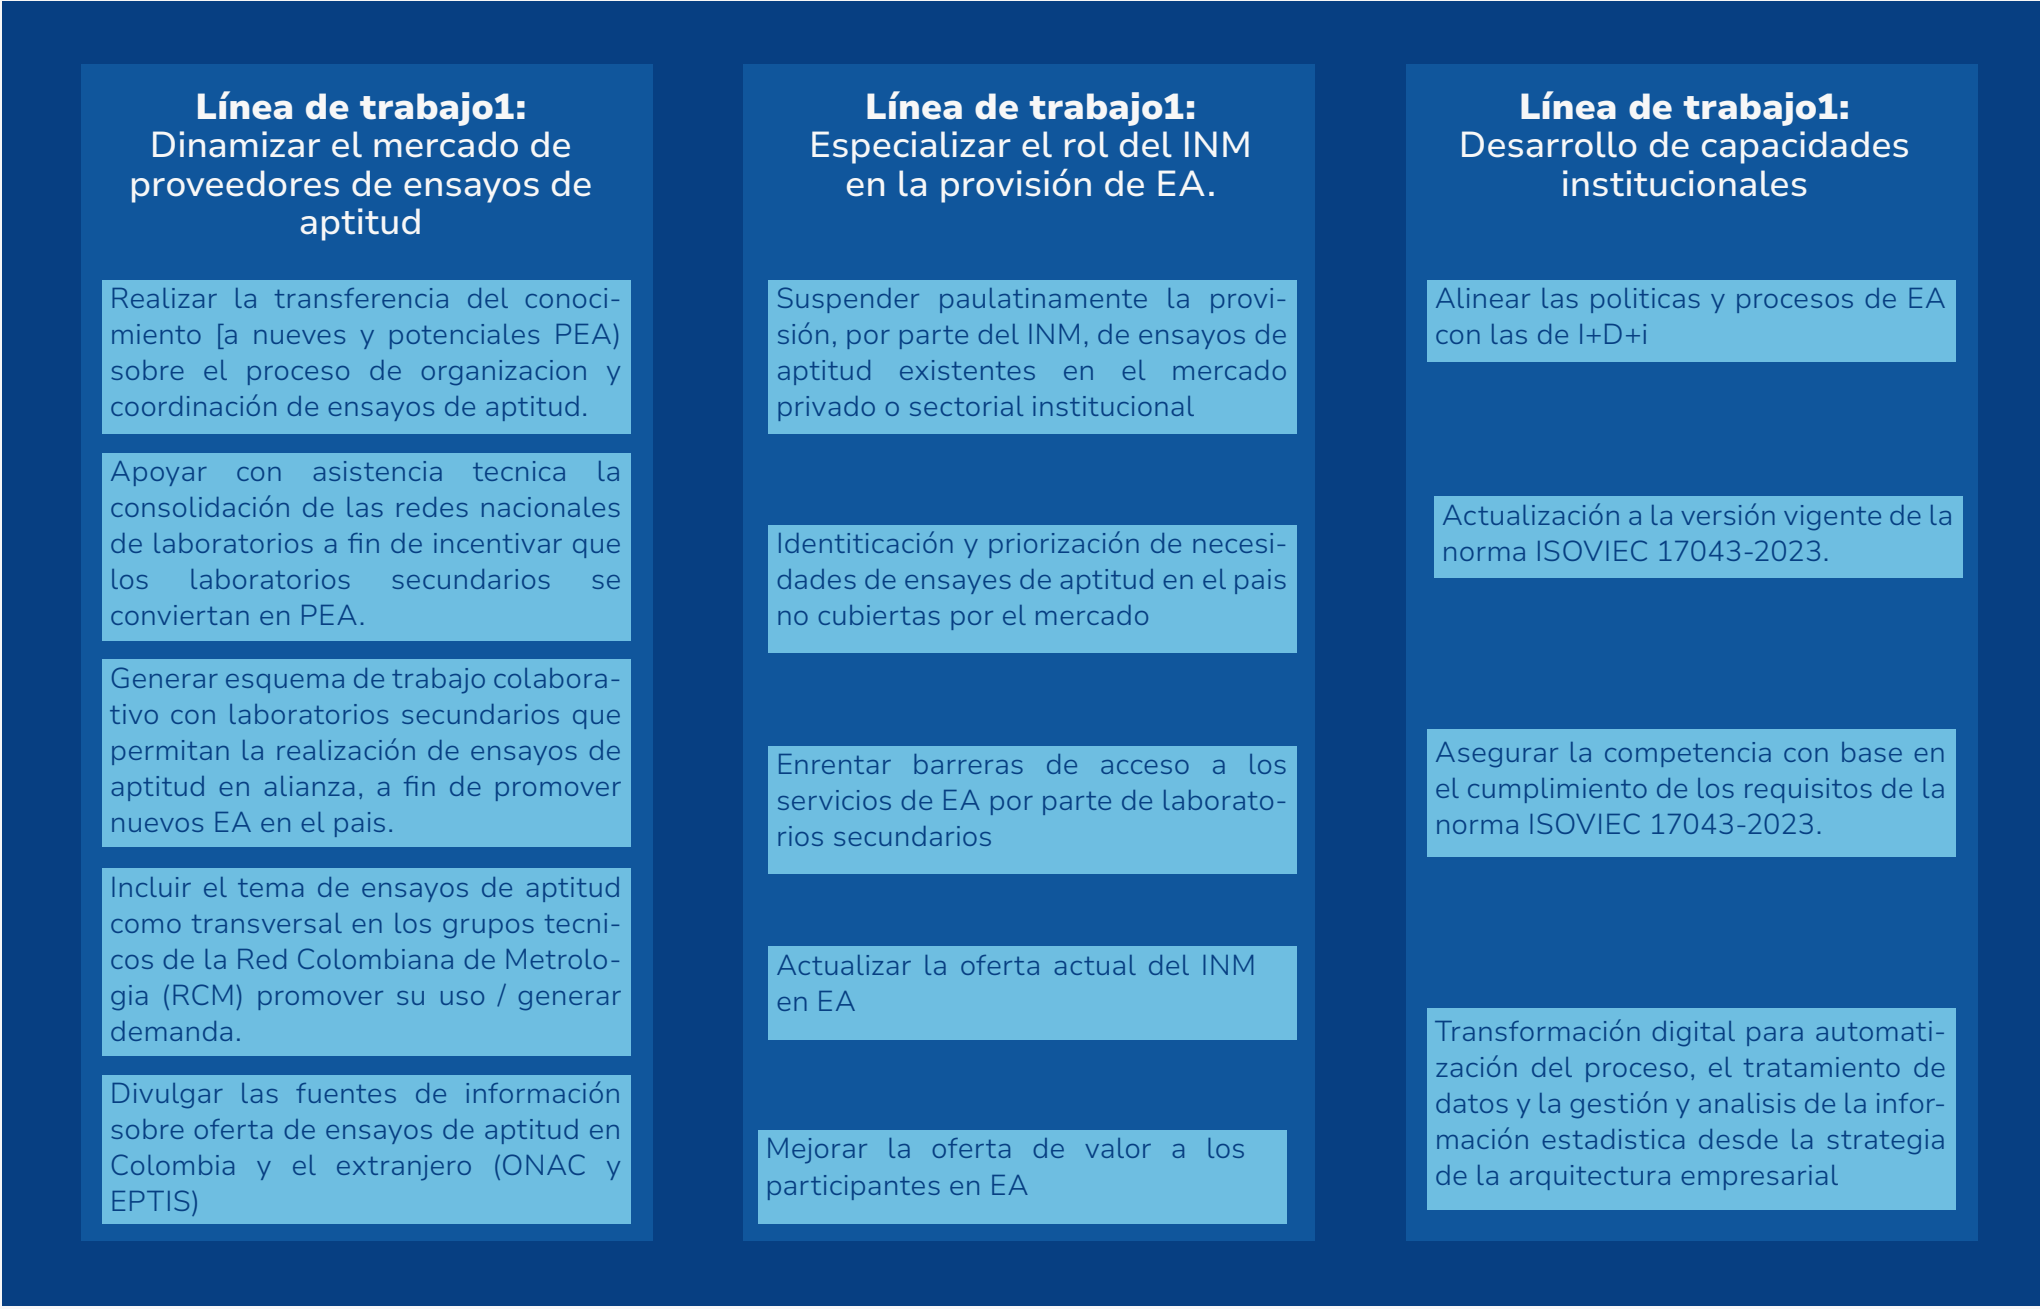 Línea de trabajo1:
Dinamizar el mercado de
proveedores de ensayos de
aptitud
Realizar la transferencia del conoci-
miento [a nueves y potenciales PEA)
sobre el proceso de organizacion y
coordinación de ensayos de aptitud.
Apoyar con asistencia tecnica la
consolidación de las redes nacionales
de laboratorios a fin de incentivar que
los laboratorios secundarios se
conviertan en PEA.
Generar esquema de trabajo colabora-
tivo con laboratorios secundarios que
permitan la realización de ensayos de
aptitud en alianza, a fin de promover
nuevos EA en el pais.
Incluir el tema de ensayos de aptitud
como transversal en los grupos tecni-
cos de la Red Colombiana de Metrolo-
gia (RCM) promover su uso / generar
demanda.
Divulgar las fuentes de información
sobre oferta de ensayos de aptitud en
Colombia y el extranjero (ONAC y
EPTIS)
Línea de trabajo1:
Especializar el rol del INM
en la provisión de EA.
Suspender paulatinamente la provi-
sión, por parte del INM, de ensayos de
aptitud existentes en el mercado
privado o sectorial institucional
Identiticación y priorización de necesi-
dades de ensayes de aptitud en el pais
no cubiertas por el mercado
Enrentar barreras de acceso a los
servicios de EA por parte de laborato-
rios secundarios
Actualizar la oferta actual del INM
en EA
Mejorar la oferta de valor a los
participantes en EA
Línea de trabajo1:
Desarrollo de capacidades
institucionales
Alinear las politicas y procesos de EA
con las de I+D+i
Actualización a la versión vigente de la
norma ISOVIEC 17043-2023.
Asegurar la competencia con base en
el cumplimiento de los requisitos de la
norma ISOVIEC 17043-2023.
Transformación digital para automati-
zación del proceso, el tratamiento de
datos y la gestión y analisis de la infor-
mación estadistica desde la strategia
de la arquitectura empresarial